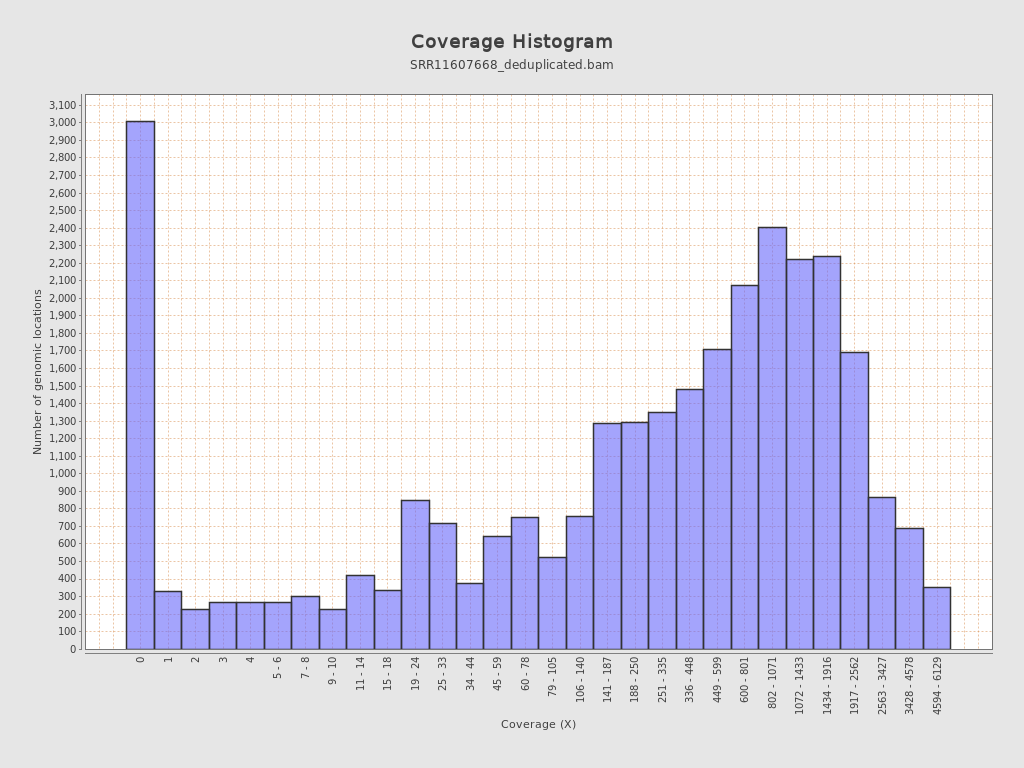 Coverage Histogram
SRR11607668_deduplicated.bam
Number of genomic locations
3,100
3,000
2,900
2,800
2,700
2,600
2,500
2,400
2,300
2,200
2,100
2,000
1,900
1,800
1,700
1,600
1,500
1,400
1,300
1,200
1,100
1,000
900
800
700
600
500
400
300
200
100
0
0
1
2
3
4
5 - 6
7 - 8
9 - 10
11 - 14
15 - 18
19 - 24
25 - 33
34 - 44
45 - 59
60 - 78
79 - 105
106 - 140
141 - 187
188 - 250
251 - 335
336 - 448
449 - 599
600 - 801
802 - 1071
1072 - 1433
1434 - 1916
1917 - 2562
2563 - 3427
3428 - 4578
4594 - 6129
Coverage (X)